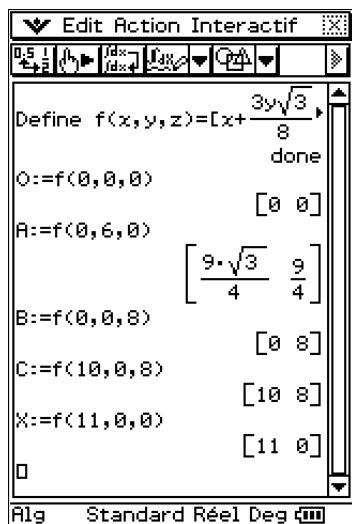 Edit Action Interactif
Define f(x,y,z)=[x+3y√3/8
done
O:=f(0,0,0)
[0 0]
A:=f(0,6,0)
[9·√3/4 9/4]
B:=f(0,0,8)
[0 8]
C:=f(10,0,8)
[10 8]
X:=f(11,0,0)
[11 0]
Alg Standard Réel Deg